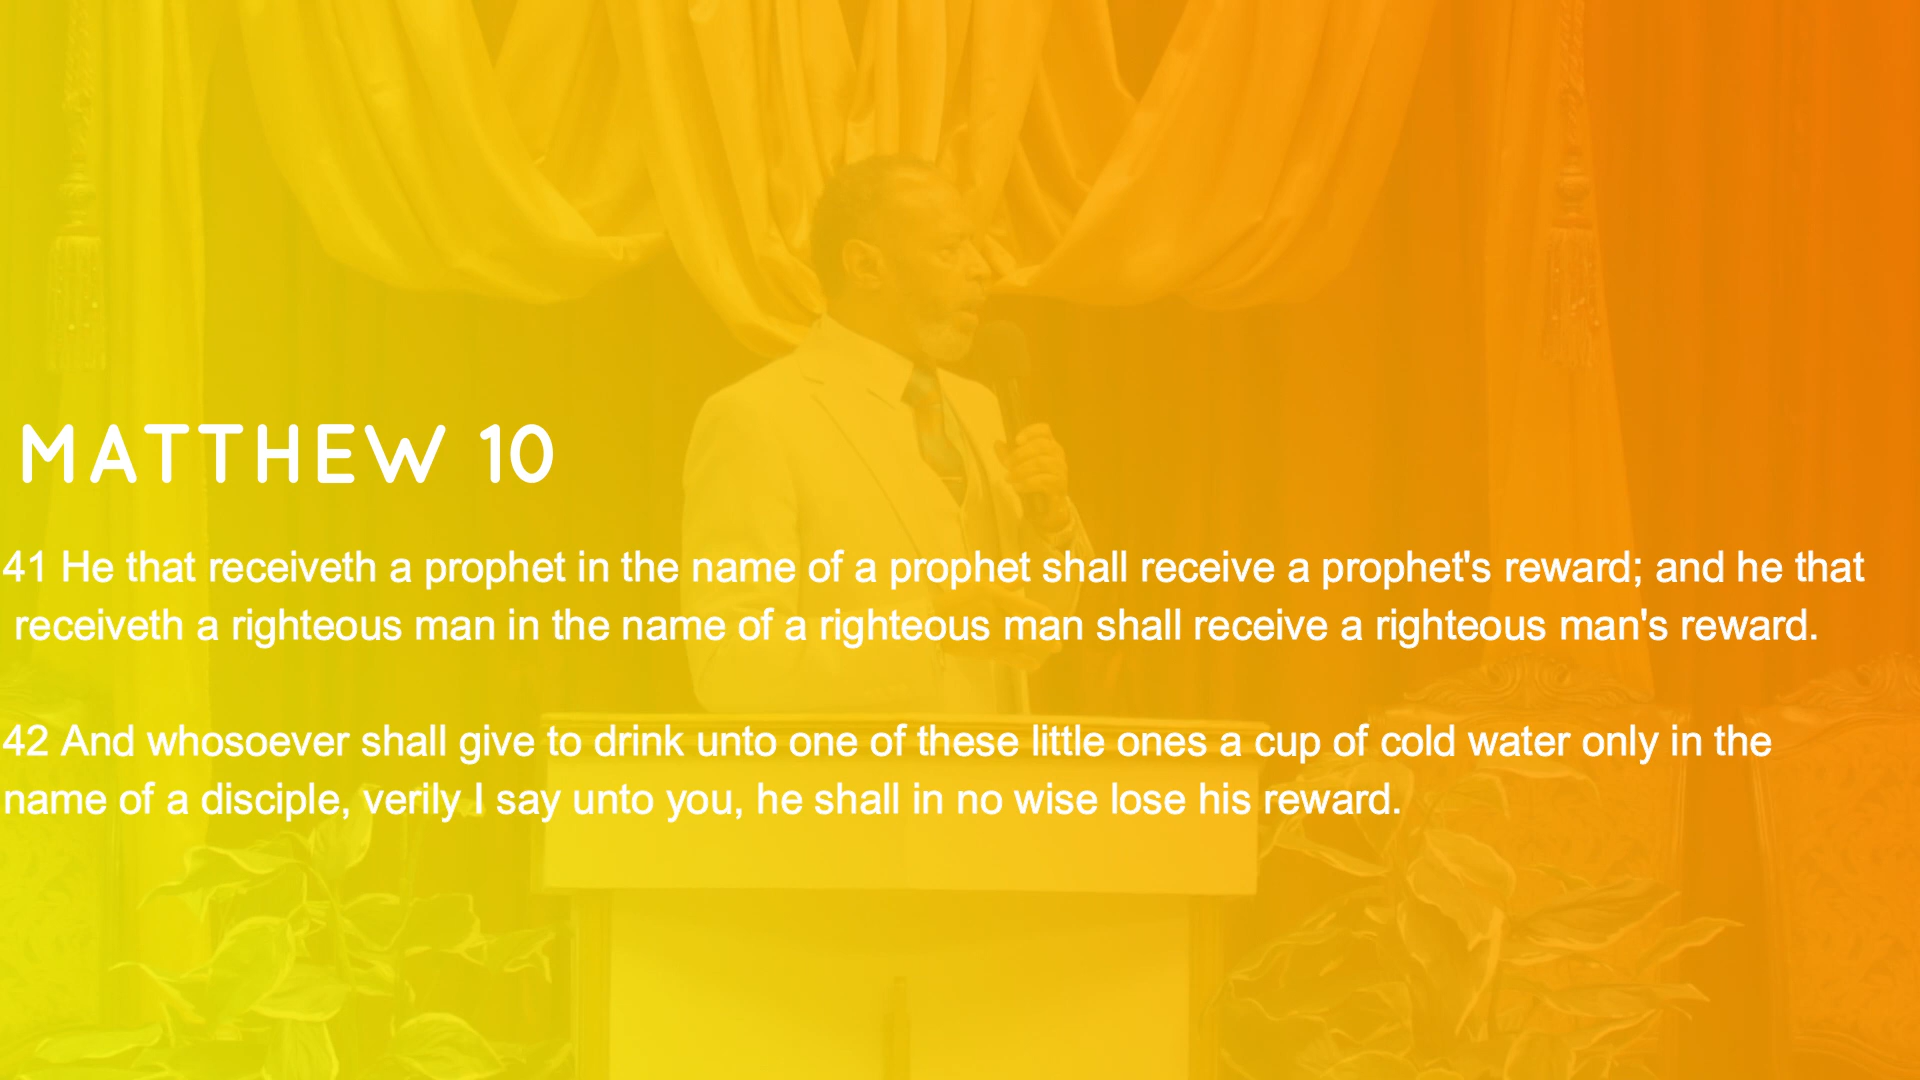 MATTHEW 10
41 He that receiveth a prophet in the name of a prophet shall receive a prophet's reward; and he that
receiveth a righteous man in the name of a righteous man shall receive a righteous man's reward.
42 And whosoever shall give to drink unto one of these little ones a cup of cold water only in the
name of a disciple, verily I say unto you, he shall in no wise lose his reward.